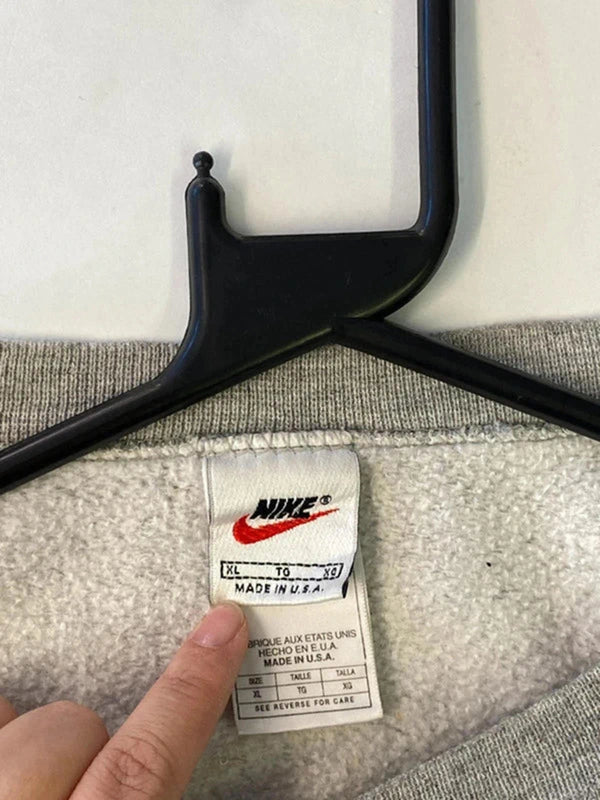 NIKE®
XL TG XG
MADE IN U.S.A.
BRIQUE AUX ETATS UNIS
HECHO EN E.U.A.
MADE IN U.S.A.
SIZE TAILLE TALLA
XL TG XG
SEE REVERSE FOR CARE